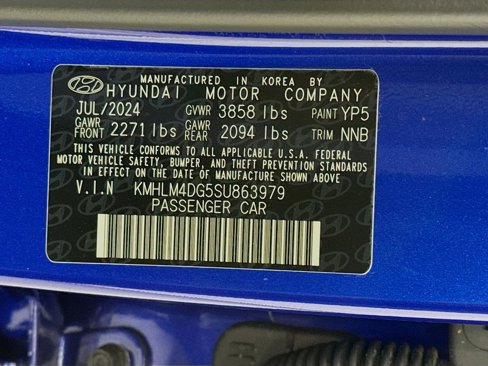 MANUFACTURED IN KOREA BY
HYUNDAI MOTOR COMPANY
JUL/2024 GVWR 3858 lbs PAINT YP5
GAWR FRONT 2271 lbs GAWR REAR 2094 lbs TRIM NNB
THIS VEHICLE CONFORMS TO ALL APPLICABLE U.S.A. FEDERAL
MOTOR VEHICLE SAFETY, BUMPER, AND THEFT PREVENTION STANDARDS
IN EFFECT ON THE DATE OF MANUFACTURE SHOWN ABOVE.
V.I.N KMHLM4DG5SU863979
PASSENGER CAR